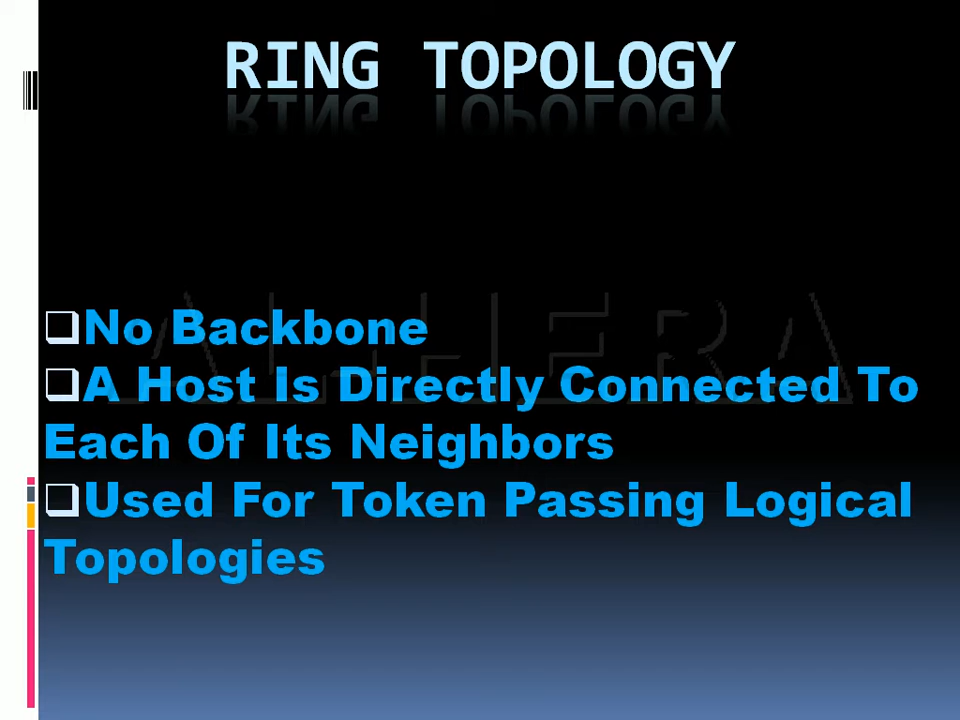 RING TOPOLOGY
No Backbone
A Host Is Directly Connected To
Each Of Its Neighbors
Used For Token Passing Logical
Topologies